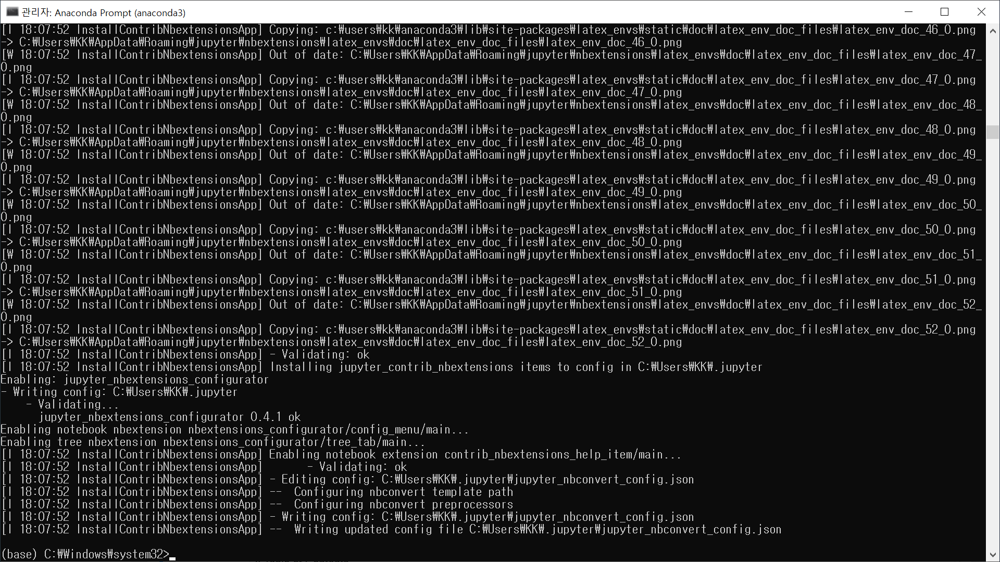 관리자: Anaconda Prompt (anaconda3)
[I 18:07:52 InstallContribNbextensionsApp] Copying: c:₩users₩kk₩anaconda3₩lib₩site-packages₩latex_envs₩static₩doc₩latex_env_doc_files₩latex_env_doc_46_0.png
-> C:₩Users₩KK₩AppData₩Roaming₩jupyter₩nbextensions₩latex_envs₩doc₩latex_env_doc_files₩latex_env_doc_46_0.png
[W 18:07:52 InstallContribNbextensionsApp] Out of date: C:₩Users₩KK₩AppData₩Roaming₩jupyter₩nbextensions₩latex_envs₩doc₩latex_env_doc_files₩latex_env_doc_47_
0.png
[I 18:07:52 InstallContribNbextensionsApp] Copying: c:₩users₩kk₩anaconda3₩lib₩site-packages₩latex_envs₩static₩doc₩latex_env_doc_files₩latex_env_doc_47_0.png
-> C:₩Users₩KK₩AppData₩Roaming₩jupyter₩nbextensions₩latex_envs₩doc₩latex_env_doc_files₩latex_env_doc_47_0.png
[W 18:07:52 InstallContribNbextensionsApp] Out of date: C:₩Users₩KK₩AppData₩Roaming₩jupyter₩nbextensions₩latex_envs₩doc₩latex_env_doc_files₩latex_env_doc_48_
0.png
[I 18:07:52 InstallContribNbextensionsApp] Copying: c:₩users₩kk₩anaconda3₩lib₩site-packages₩latex_envs₩static₩doc₩latex_env_doc_files₩latex_env_doc_48_0.png
-> C:₩Users₩KK₩AppData₩Roaming₩jupyter₩nbextensions₩latex_envs₩doc₩latex_env_doc_files₩latex_env_doc_48_0.png
[W 18:07:52 InstallContribNbextensionsApp] Out of date: C:₩Users₩KK₩AppData₩Roaming₩jupyter₩nbextensions₩latex_envs₩doc₩latex_env_doc_files₩latex_env_doc_49_
0.png
[I 18:07:52 InstallContribNbextensionsApp] Copying: c:₩users₩kk₩anaconda3₩lib₩site-packages₩latex_envs₩static₩doc₩latex_env_doc_files₩latex_env_doc_49_0.png
-> C:₩Users₩KK₩AppData₩Roaming₩jupyter₩nbextensions₩latex_envs₩doc₩latex_env_doc_files₩latex_env_doc_49_0.png
[W 18:07:52 InstallContribNbextensionsApp] Out of date: C:₩Users₩KK₩AppData₩Roaming₩jupyter₩nbextensions₩latex_envs₩doc₩latex_env_doc_files₩latex_env_doc_50_
0.png
[I 18:07:52 InstallContribNbextensionsApp] Copying: c:₩users₩kk₩anaconda3₩lib₩site-packages₩latex_envs₩static₩doc₩latex_env_doc_files₩latex_env_doc_50_0.png
-> C:₩Users₩KK₩AppData₩Roaming₩jupyter₩nbextensions₩latex_envs₩doc₩latex_env_doc_files₩latex_env_doc_50_0.png
[W 18:07:52 InstallContribNbextensionsApp] Out of date: C:₩Users₩KK₩AppData₩Roaming₩jupyter₩nbextensions₩latex_envs₩doc₩latex_env_doc_files₩latex_env_doc_51_
0.png
[I 18:07:52 InstallContribNbextensionsApp] Copying: c:₩users₩kk₩anaconda3₩lib₩site-packages₩latex_envs₩static₩doc₩latex_env_doc_files₩latex_env_doc_51_0.png
-> C:₩Users₩KK₩AppData₩Roaming₩jupyter₩nbextensions₩latex_envs₩doc₩latex_env_doc_files₩latex_env_doc_51_0.png
[W 18:07:52 InstallContribNbextensionsApp] Out of date: C:₩Users₩KK₩AppData₩Roaming₩jupyter₩nbextensions₩latex_envs₩doc₩latex_env_doc_files₩latex_env_doc_52_
0.png
[I 18:07:52 InstallContribNbextensionsApp] Copying: c:₩users₩kk₩anaconda3₩lib₩site-packages₩latex_envs₩static₩doc₩latex_env_doc_files₩latex_env_doc_52_0.png
-> C:₩Users₩KK₩AppData₩Roaming₩jupyter₩nbextensions₩latex_envs₩doc₩latex_env_doc_files₩latex_env_doc_52_0.png
[I 18:07:52 InstallContribNbextensionsApp] - Validating: ok
[I 18:07:52 InstallContribNbextensionsApp] Installing jupyter_contrib_nbextensions items to config in C:₩Users₩KK₩.jupyter
Enabling: jupyter_nbextensions_configurator
- Writing config: C:₩Users₩KK₩.jupyter
    - Validating...
      jupyter_nbextensions_configurator 0.4.1 ok
Enabling notebook nbextension nbextensions_configurator/config_menu/main...
Enabling tree nbextension nbextensions_configurator/tree_tab/main...
[I 18:07:52 InstallContribNbextensionsApp] Enabling notebook extension contrib_nbextensions_help_item/main...
[I 18:07:52 InstallContribNbextensionsApp]       - Validating: ok
[I 18:07:52 InstallContribNbextensionsApp] - Editing config: C:₩Users₩KK₩.jupyter₩jupyter_nbconvert_config.json
[I 18:07:52 InstallContribNbextensionsApp] --  Configuring nbconvert template path
[I 18:07:52 InstallContribNbextensionsApp] --  Configuring nbconvert preprocessors
[I 18:07:52 InstallContribNbextensionsApp] - Writing config: C:₩Users₩KK₩.jupyter₩jupyter_nbconvert_config.json
[I 18:07:52 InstallContribNbextensionsApp] --  Writing updated config file C:₩Users₩KK₩.jupyter₩jupyter_nbconvert_config.json
(base) C:₩Windows₩system32>